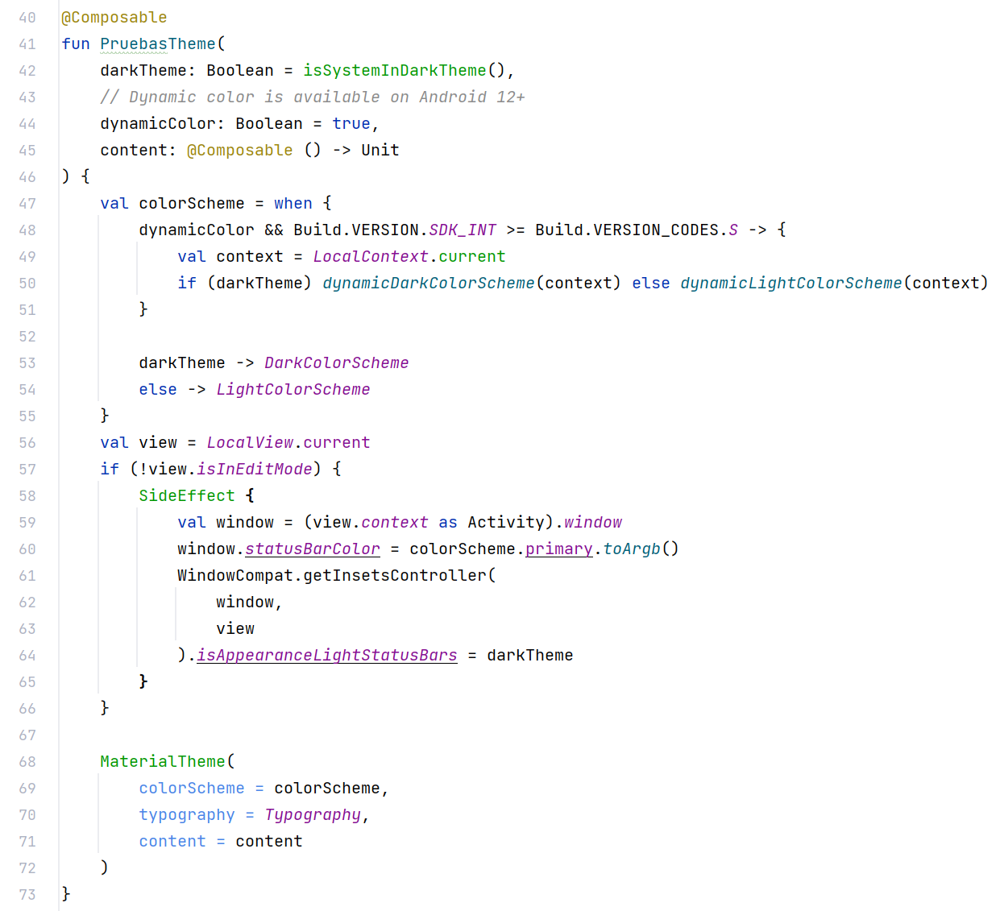 40 @Composable
41 fun PruebasTheme(
42     darkTheme: Boolean = isSystemInDarkTheme(),
43     // Dynamic color is available on Android 12+
44     dynamicColor: Boolean = true,
45     content: @Composable () -> Unit
46 ) {
47     val colorScheme = when {
48         dynamicColor && Build.VERSION.SDK_INT >= Build.VERSION_CODES.S -> {
49             val context = LocalContext.current
50             if (darkTheme) dynamicDarkColorScheme(context) else dynamicLightColorScheme(context)
51         }
52
53         darkTheme -> DarkColorScheme
54         else -> LightColorScheme
55     }
56     val view = LocalView.current
57     if (!view.isInEditMode) {
58         SideEffect {
59             val window = (view.context as Activity).window
60             window.statusBarColor = colorScheme.primary.toArgb()
61             WindowCompat.getInsetsController(
62                 window,
63                 view
64             ).isAppearanceLightStatusBars = darkTheme
65         }
66     }
67
68     MaterialTheme(
69         colorScheme = colorScheme,
70         typography = Typography,
71         content = content
72     )
73 }